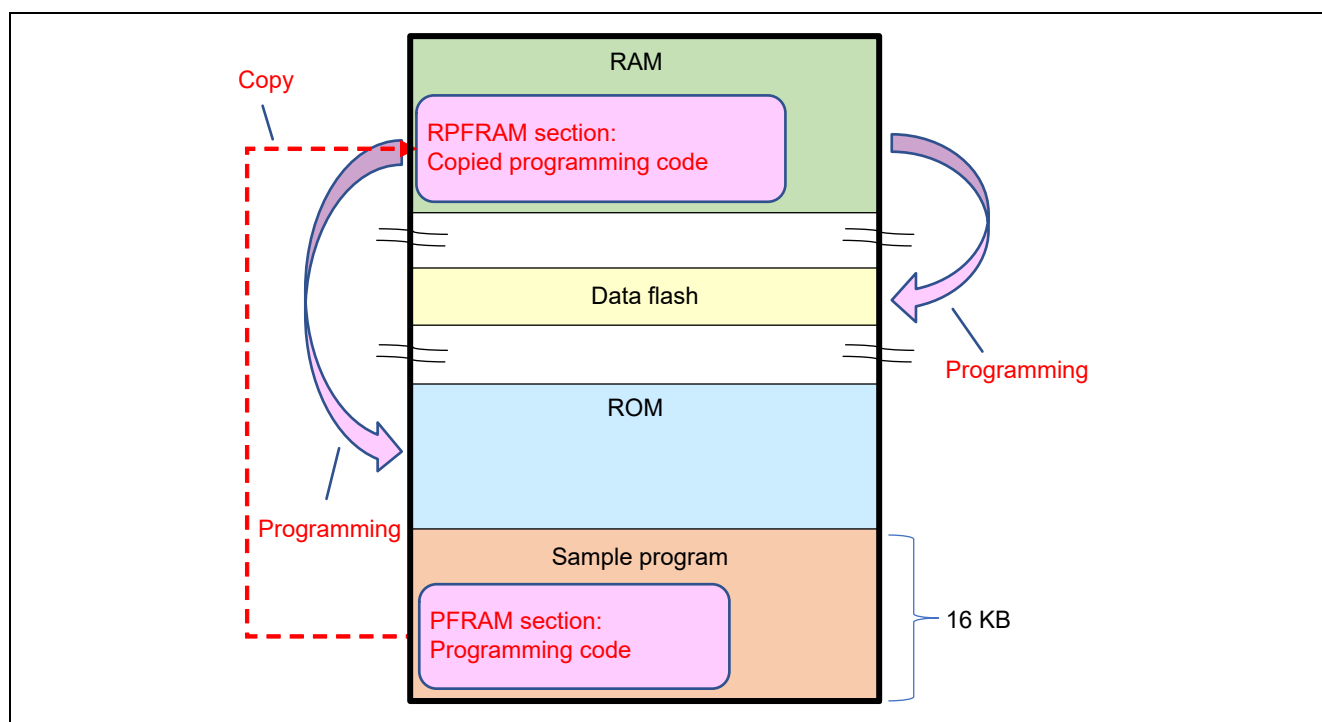 RAM
Copy
RPFRAM section:
Copied programming code
Data flash
Programming
ROM
Programming
Sample program
PFRAM section:
Programming code
16 KB